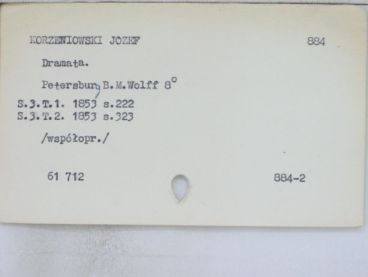 KORZENIOWSKI JOZEF 884
Dramata.
Petersburg, B.M.Wolff 8°
S.3.T.1. 1853 s.222
S.3.T.2. 1853 s.323
/współopr./
61 712 884-2